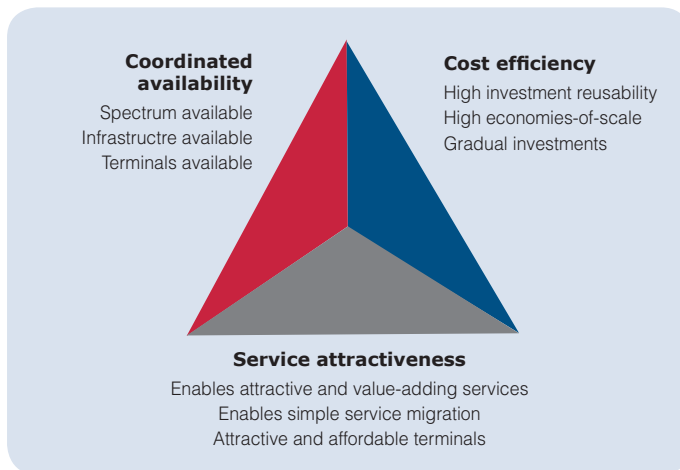 Coordinated
availability
Spectrum available
Infrastructre available
Terminals available
Cost efficiency
High investment reusability
High economies-of-scale
Gradual investments
Service attractiveness
Enables attractive and value-adding services
Enables simple service migration
Attractive and affordable terminals